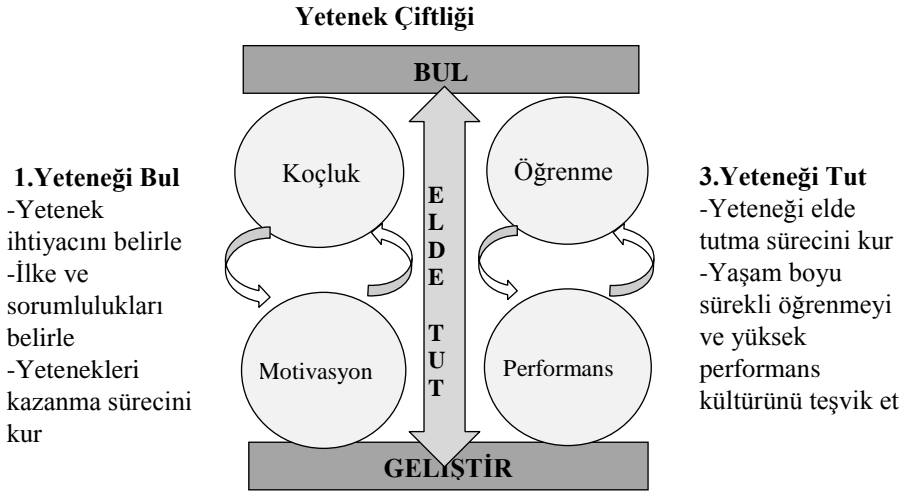 Yetenek Çiftliği
BUL
1.Yeteneği Bul
-Yetenek
ihtiyacını belirle
-İlke ve
sorumlulukları
belirle
-Yetenekleri
kazanma sürecini
kur
Koçluk
Motivasyon
ELDE TUT
Öğrenme
Performans
3.Yeteneği Tut
-Yeteneği elde
tutma sürecini kur
-Yaşam boyu
sürekli öğrenmeyi
ve yüksek
performans
kültürünü teşvik et
GELİŞTİR